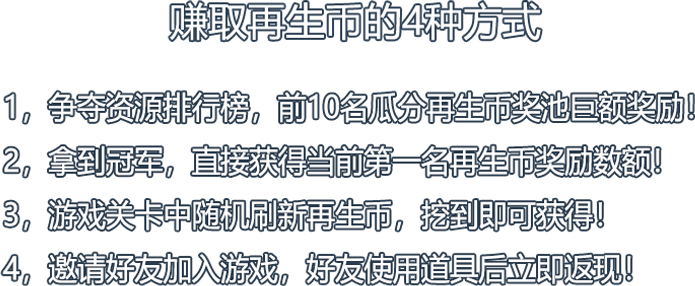 赚取再生币的4种方式
1，争夺资源排行榜，前10名瓜分再生币奖池巨额奖励！
2，拿到冠军，直接获得当前第一名再生币奖励数额！
3，游戏关卡中随机刷新再生币，挖到即可获得！
4，邀请好友加入游戏，好友使用道具后立即返现！